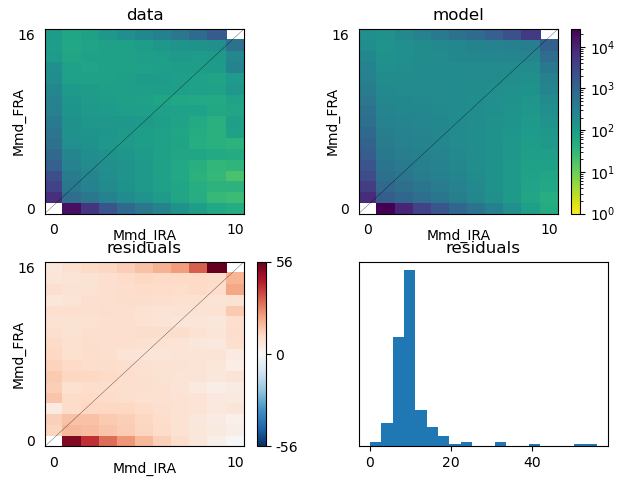 data
model
16
Mmd_FRA
0
0
10
Mmd_IRA
16
Mmd_FRA
0
0
10
Mmd_IRA
10^4
10^3
10^2
10^1
10^0
residuals
residuals
16
Mmd_FRA
0
0
10
Mmd_IRA
56
0
-56
0
20
40